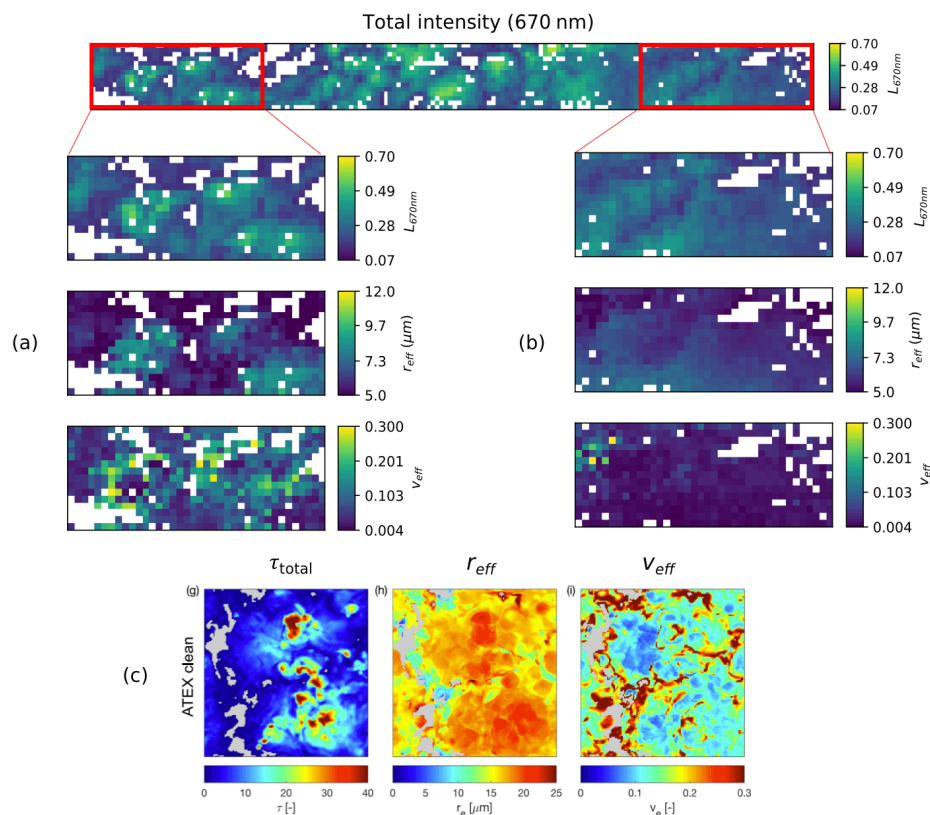 Total intensity (670 nm)
0.70
0.49
0.28
0.07
L670nm
0.70
0.49
0.28
0.07
L670nm
0.70
0.49
0.28
0.07
L670nm
(a)
12.0
9.7
7.3
5.0
reff (μm)
(b)
12.0
9.7
7.3
5.0
reff (μm)
0.300
0.201
0.103
0.004
veff
0.300
0.201
0.103
0.004
veff
τtotal
reff
veff
(g)
(h)
(i)
(c)
ATEX clean
0 10 20 30 40
τ [-]
0 5 10 15 20 25
re [μm]
0 0.1 0.2 0.3
ve [-]